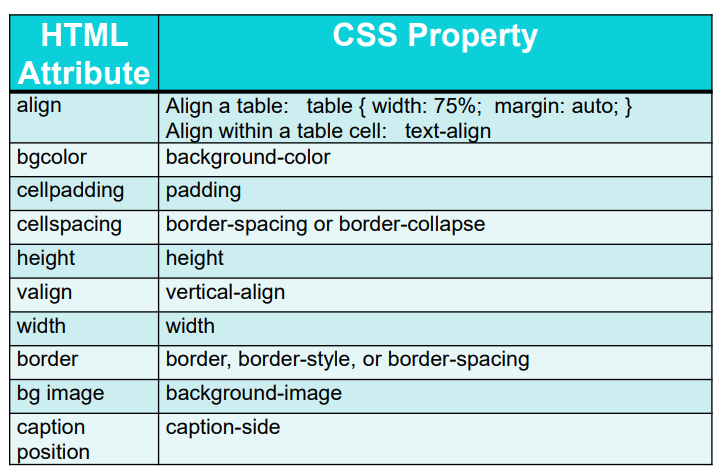 HTML Attribute CSS Property
align Align a table: table { width: 75%; margin: auto; }
Align within a table cell: text-align
bgcolor background-color
cellpadding padding
cellspacing border-spacing or border-collapse
height height
valign vertical-align
width width
border border, border-style, or border-spacing
bg image background-image
caption position caption-side